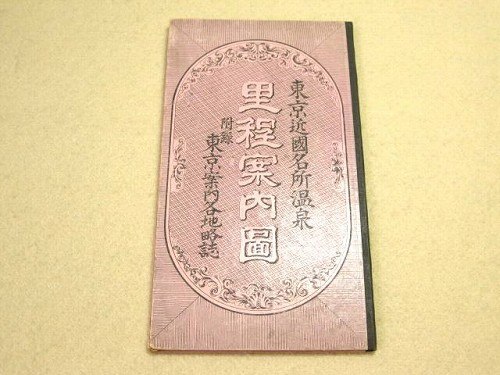 東京近國名所温泉
里程案内圖
附録
東京案内各地略誌